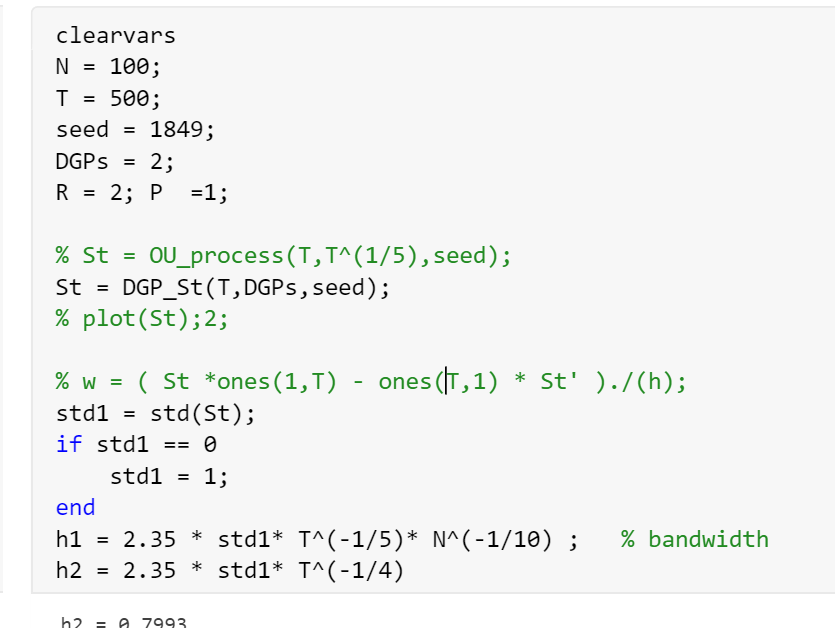 clearvars
N = 100;
T = 500;
seed = 1849;
DGPs = 2;
R = 2; P  =1;
% St = OU_process(T,T^(1/5),seed);
St = DGP_St(T,DGPs,seed);
% plot(St);2;
% w = ( St *ones(1,T) - ones(T,1) * St' )./(h);
std1 = std(St);
if std1 == 0
    std1 = 1;
end
h1 = 2.35 * std1* T^(-1/5)* N^(-1/10) ;   % bandwidth
h2 = 2.35 * std1* T^(-1/4)
h2 = 0.7993